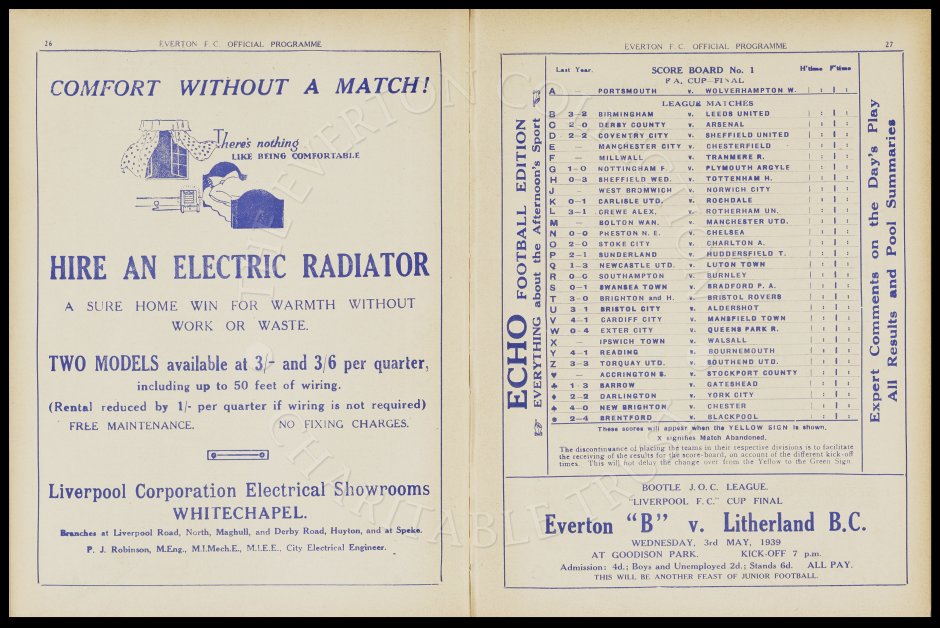 26
EVERTON F.C. OFFICIAL PROGRAMME
COMFORT WITHOUT A MATCH!
There's nothing
LIKE BEING COMFORTABLE
HIRE AN ELECTRIC RADIATOR
A SURE HOME WIN FOR WARMTH WITHOUT
WORK OR WASTE.
TWO MODELS available at 3/- and 3/6 per quarter,
including up to 50 feet of wiring.
(Rental reduced by 1/- per quarter if wiring is not required)
FREE MAINTENANCE. NO FIXING CHARGES.
Liverpool Corporation Electrical Showrooms
WHITECHAPEL.
Branches at Liverpool Road, North, Maghull, and Derby Road, Huyton, and at Speke.
P. J. Robinson, M.Eng., M.I.Mech.E., M.I.E.E., City Electrical Engineer.
EVERTON F.C. OFFICIAL PROGRAMME
27
ECHO FOOTBALL EDITION
EVERYTHING about the Afternoon's Sport
Last Year. SCORE BOARD No. 1 H'time F'time
F.A. CUP—FINAL
A — PORTSMOUTH v. WOLVERHAMPTON W.
LEAGUE MATCHES
B 3-2 BIRMINGHAM v. LEEDS UNITED
C 2-0 DERBY COUNTY v. ARSENAL
D 2-2 COVENTRY CITY v. SHEFFIELD UNITED
E — MANCHESTER CITY v. CHESTERFIELD
F — MILLWALL v. TRANMERE R.
G 1-0 NOTTINGHAM F. v. PLYMOUTH ARGYLE
H 0-3 SHEFFIELD WED. v. TOTTENHAM H.
J — WEST BROMWICH v. NORWICH CITY
K 0-1 CARLISLE UTD. v. ROCHDALE
L 3-1 CREWE ALEX. v. ROTHERHAM UN.
M — BOLTON WAN. v. MANCHESTER UTD.
N 0-0 PRESTON N.E. v. CHELSEA
O 2-0 STOKE CITY v. CHARLTON A.
P 2-1 SUNDERLAND v. HUDDERSFIELD T.
Q 1-3 NEWCASTLE UTD. v. LUTON TOWN
R 0-0 SOUTHAMPTON v. BURNLEY
S 0-1 SWANSEA TOWN v. BRADFORD P.A.
T 3-0 BRIGHTON and H. v. BRISTOL ROVERS
U 3-1 BRISTOL CITY v. ALDERSHOT
V 4-1 CARDIFF CITY v. MANSFIELD TOWN
W 0-4 EXTER CITY v. QUEENS PARK R.
X — IPSWICH TOWN v. WALSALL
Y 4-1 READING v. BOURNEMOUTH
Z 3-3 TORQUAY UTD. v. SOUTHEND UTD.
♥ — ACCRINGTON S. v. STOCKPORT COUNTY
♣ 1-3 BARROW v. GATESHEAD
♦ 2-2 DARLINGTON v. YORK CITY
♠ 4-0 NEW BRIGHTON v. CHESTER
2-4 BRENTFORD v. BLACKPOOL
These scores will appear when the YELLOW SIGN is shown.
X signifies Match Abandoned.
The discontinuance of placing the teams in their respective divisions is to facilitate
the receiving of the results for the score-board, on account of the different kick-off
times. This will not delay the change over from the Yellow to the Green Sign.
Expert Comments on the Day's Play
All Results and Pool Summaries
BOOTLE J.O.C. LEAGUE.
"LIVERPOOL F.C." CUP FINAL
Everton "B" v. Litherland B.C.
WEDNESDAY, 3rd MAY, 1939
AT GOODISON PARK. KICK-OFF 7 p.m.
Admission: 4d.; Boys and Unemployed 2d.; Stands 6d. ALL PAY.
THIS WILL BE ANOTHER FEAST OF JUNIOR FOOTBALL.